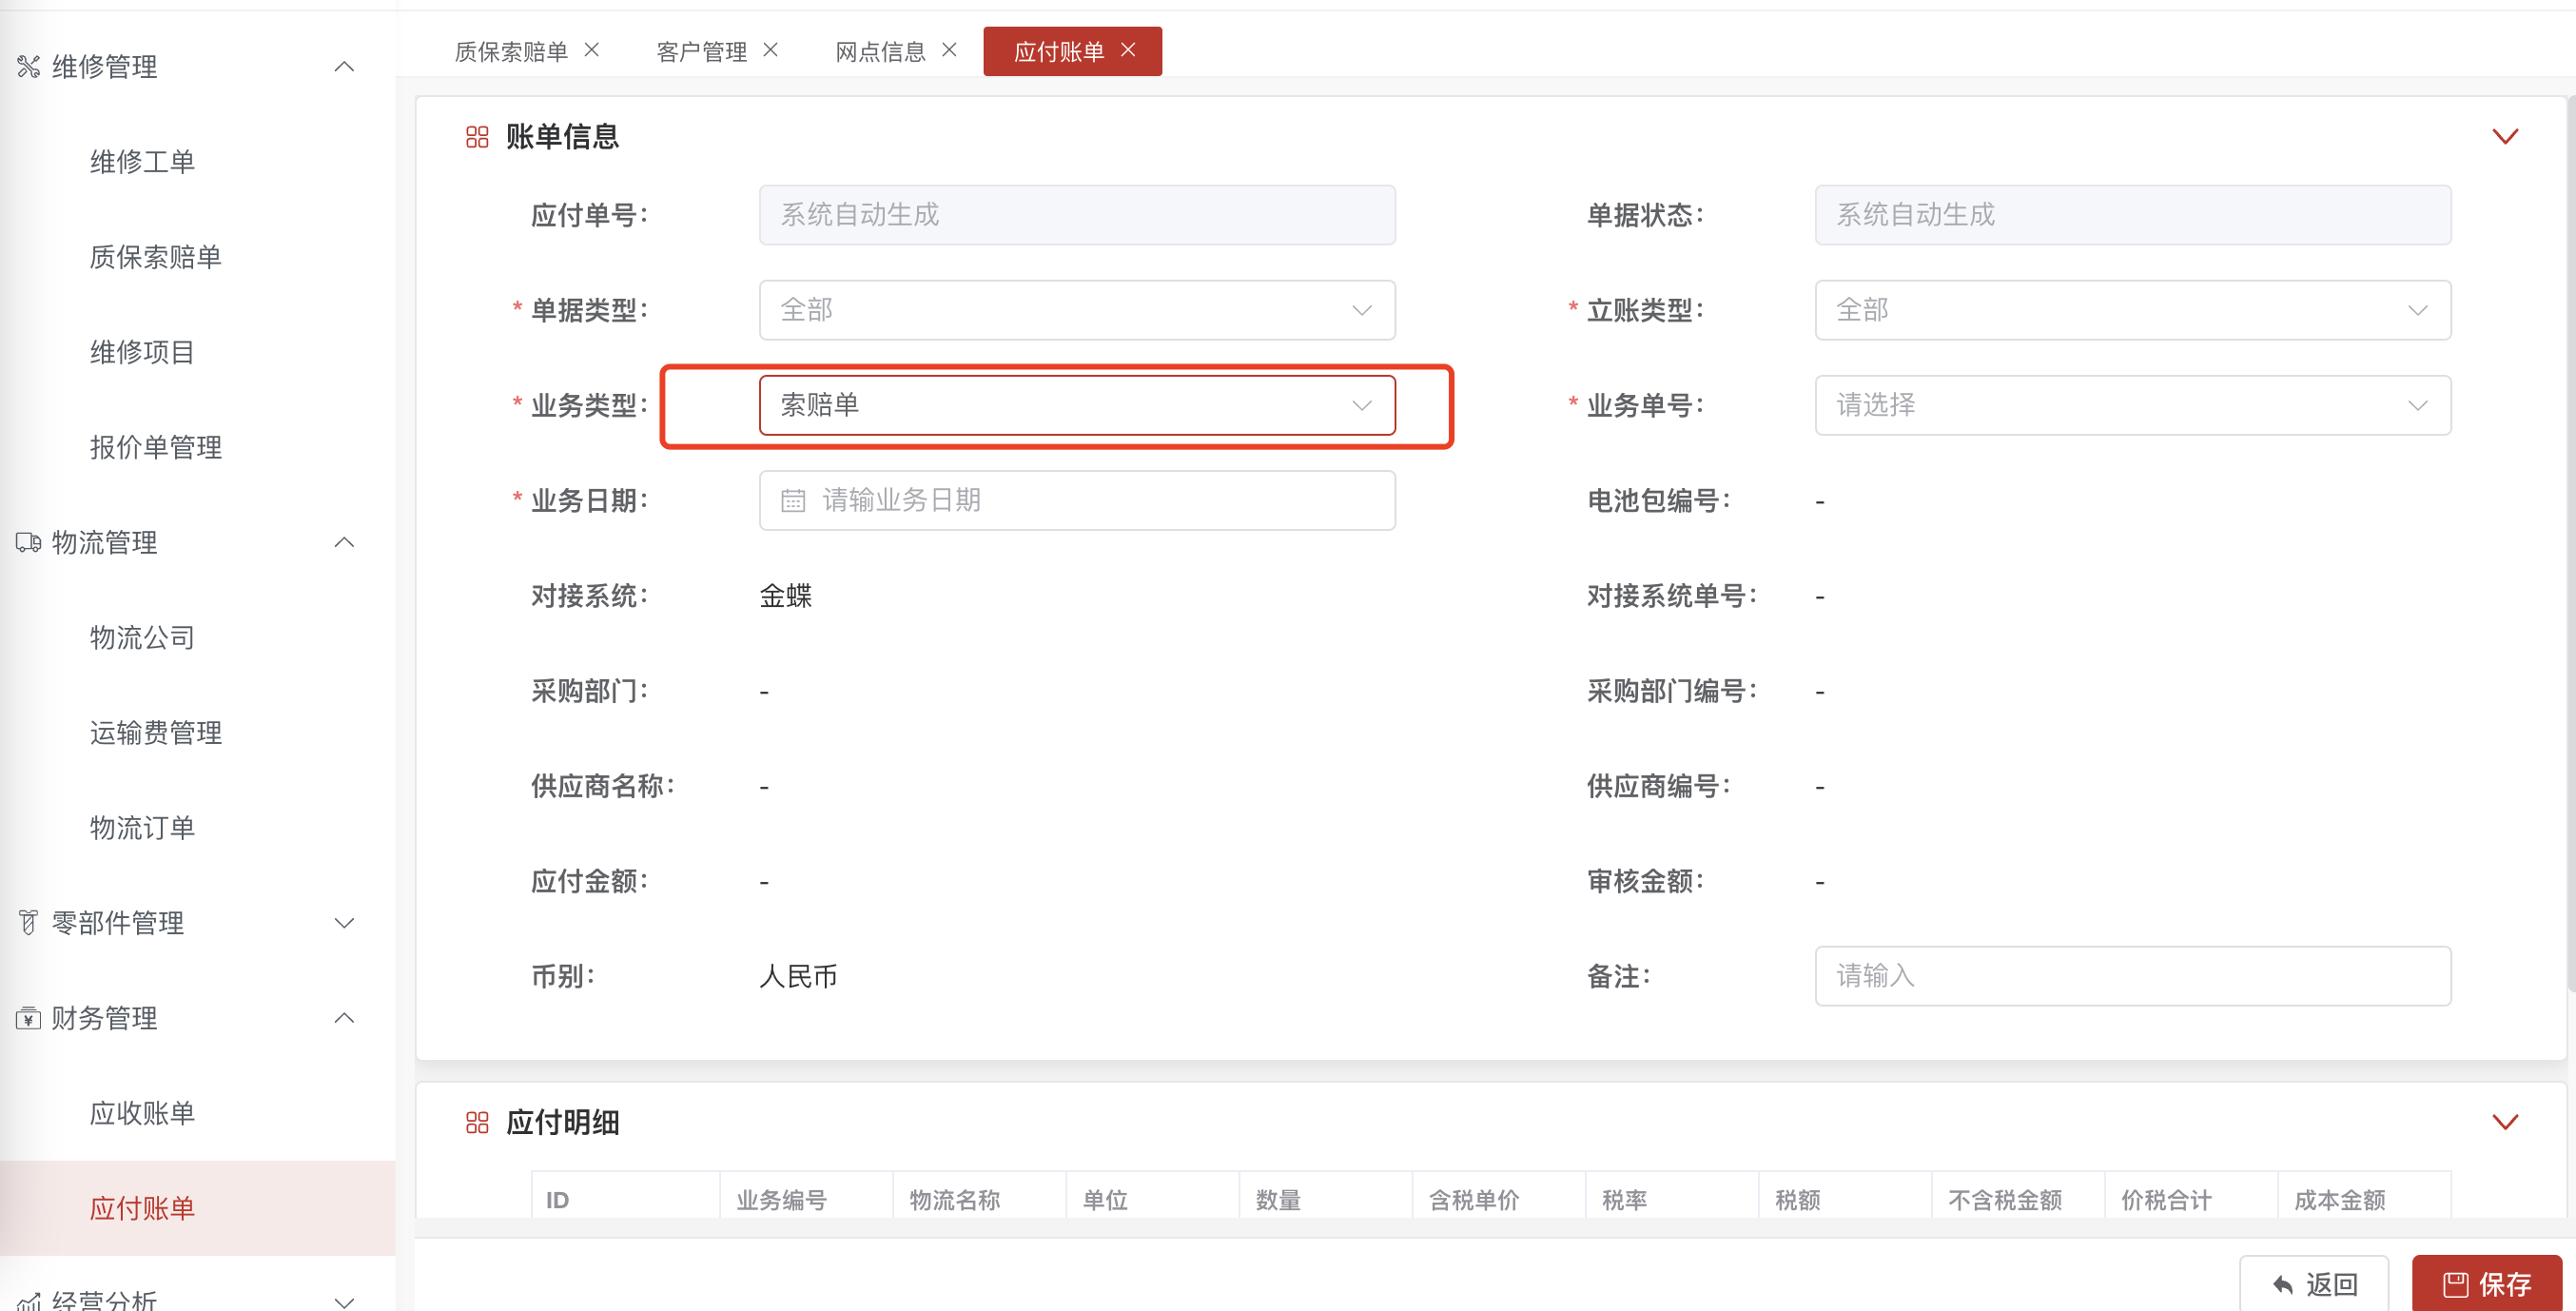 维修管理
维修工单
质保索赔单
维修项目
报价单管理
物流管理
物流公司
运输费管理
物流订单
零部件管理
财务管理
应收账单
应付账单
经营分析
质保索赔单 客户管理 网点信息 应付账单
账单信息
应付单号： 系统自动生成 单据状态： 系统自动生成
* 单据类型： 全部 * 立账类型： 全部
* 业务类型： 索赔单 * 业务单号： 请选择
* 业务日期： 请输业务日期 电池包编号： -
对接系统： 金蝶 对接系统单号： -
采购部门： - 采购部门编号： -
供应商名称： - 供应商编号： -
应付金额： - 审核金额： -
币别： 人民币 备注： 请输入
应付明细
ID 业务编号 物流名称 单位 数量 含税单价 税率 税额 不含税金额 价税合计 成本金额
返回 保存